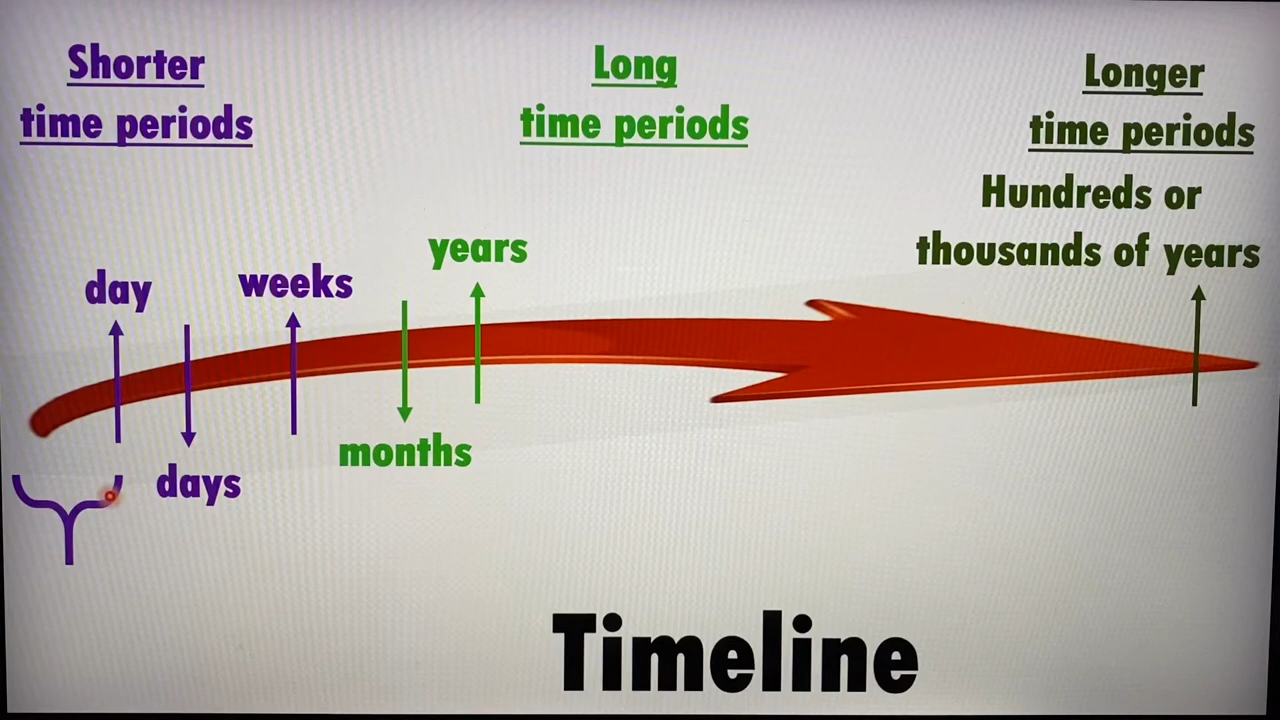 Shorter
time periods
Long
time periods
Longer
time periods
Hundreds or
thousands of years
years
day
weeks
months
days
Timeline